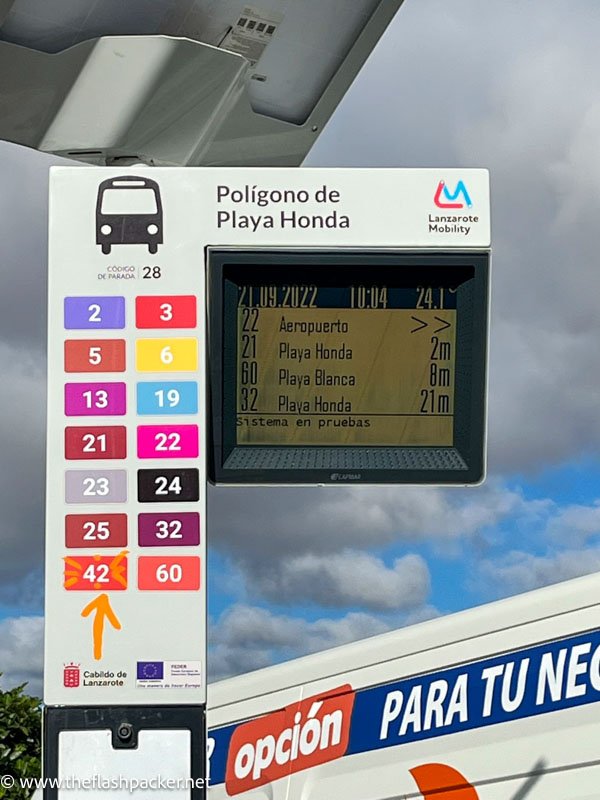 Polígono de
Playa Honda
Lanzarote
Mobility
CÓDIGO
DE PARADA 28
2 3
5 6
13 19
21 22
23 24
25 32
42 60
21.09.2022 10:04 24.1
22 Aeropuerto >>
21 Playa Honda 2m
60 Playa Blanca 8m
32 Playa Honda 21m
Sistema en pruebas
Cabildo de
Lanzarote
FEDER
opción PARA TU NEG
© www.theflashpacker.net